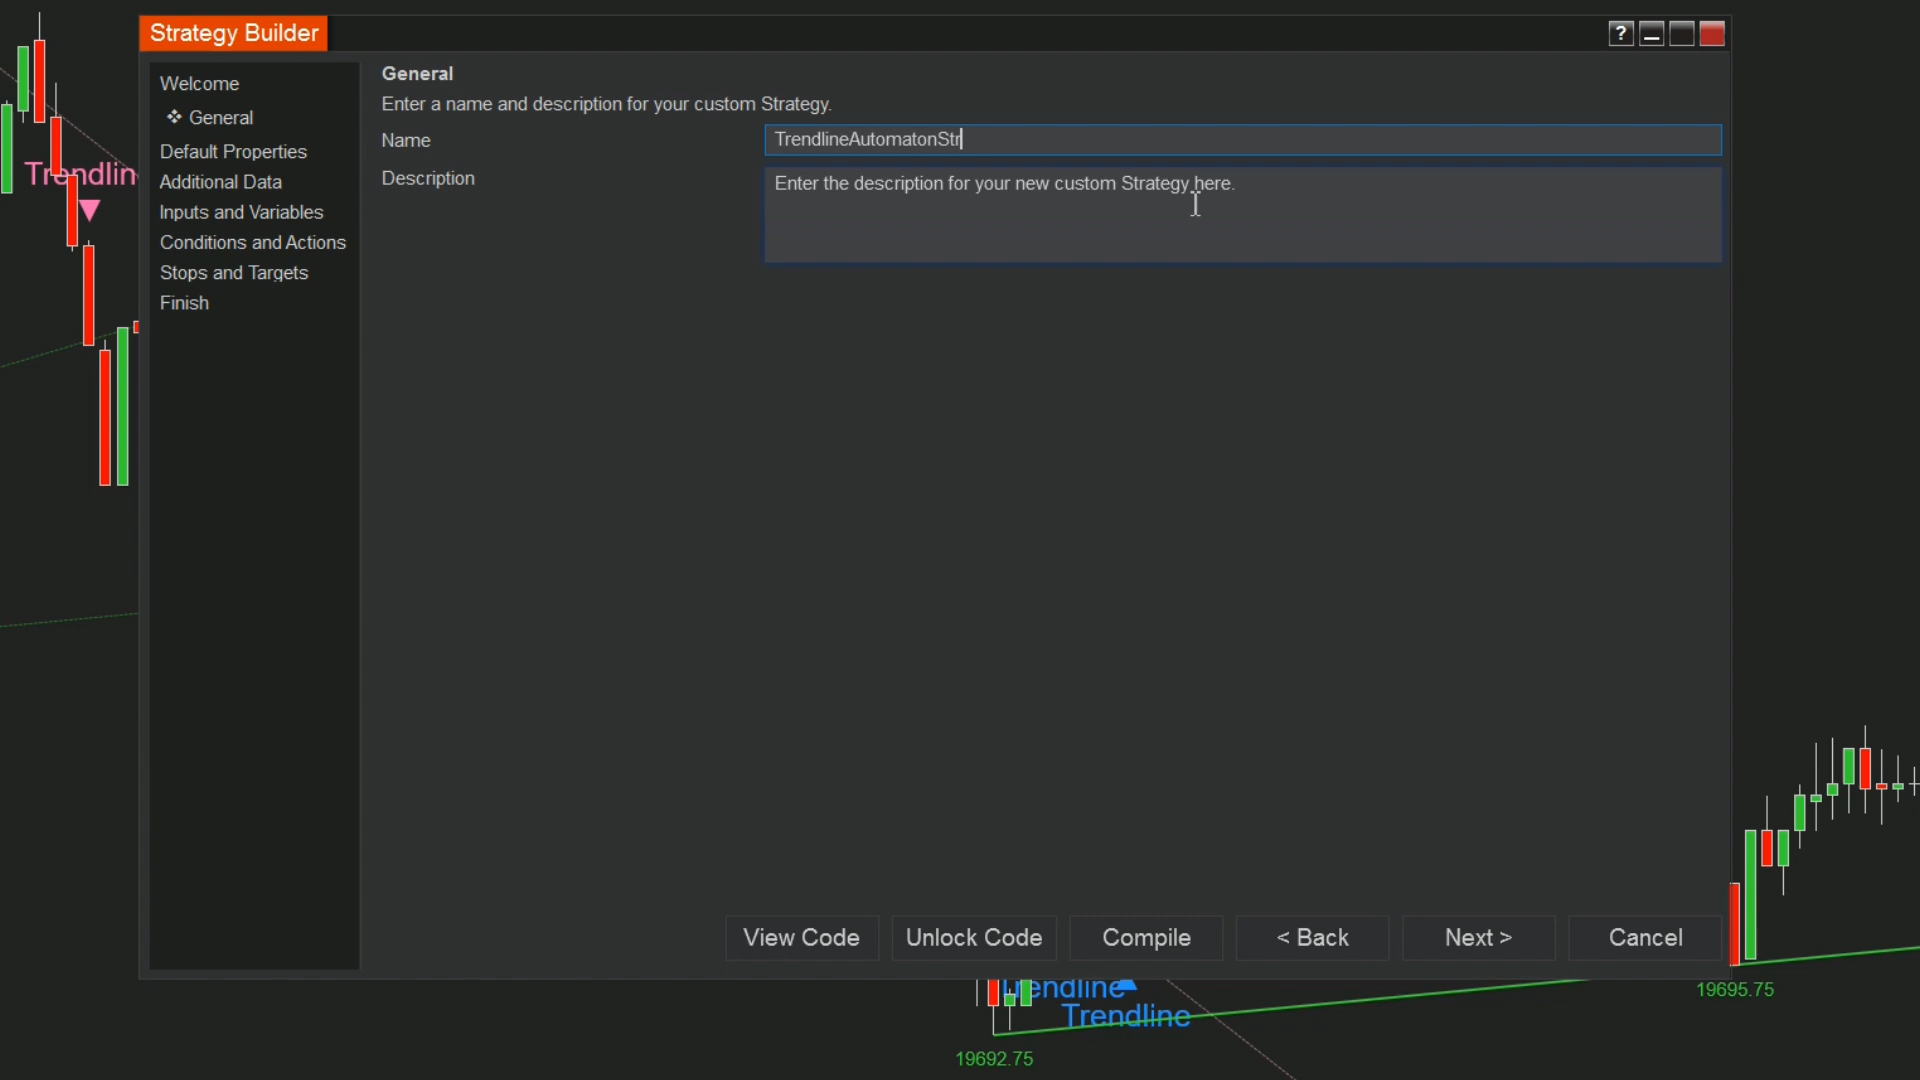 Strategy Builder
?
Welcome
General
Default Properties
Additional Data
Inputs and Variables
Conditions and Actions
Stops and Targets
Finish
General
Enter a name and description for your custom Strategy.
Name
TrendlineAutomatonStr
Description
Enter the description for your new custom Strategy here.
View Code
Unlock Code
Compile
< Back
Next >
Cancel
Trendlin
Trendline
Trendline
19692.75
19695.75